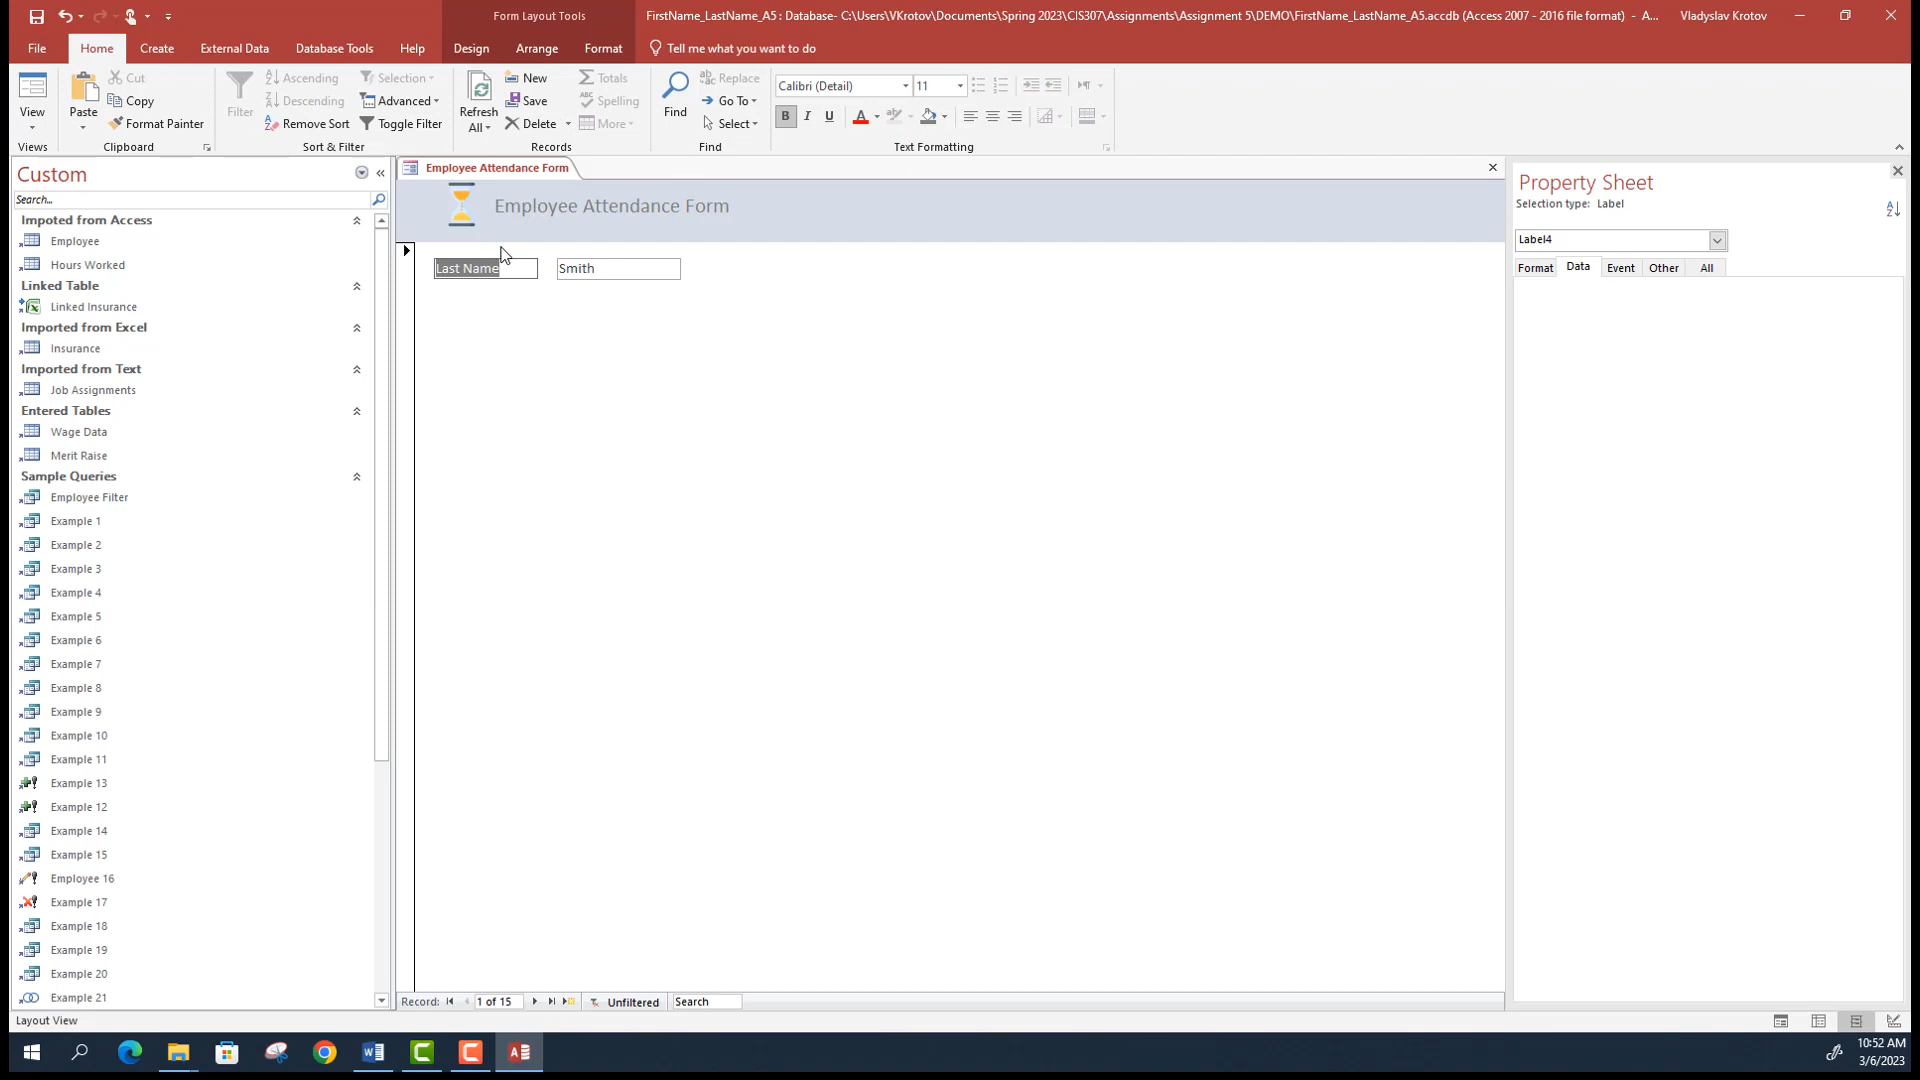 Form Layout Tools
FirstName_LastName_A5 : Database- C:\Users\VKrotov\Documents\Spring 2023\CIS307\Assignments\Assignment 5\DEMO\FirstName_LastName_A5.accdb (Access 2007 - 2016 file format) - A...
Vladyslav Krotov
File Home Create External Data Database Tools Help Design Arrange Format Tell me what you want to do
View
Views
Paste
Cut
Copy
Format Painter
Clipboard
Filter
Ascending
Descending
Remove Sort
Selection
Advanced
Toggle Filter
Sort & Filter
Refresh
All
New
Save
Delete
Totals
Spelling
More
Records
Find
Replace
Go To
Select
Find
Calibri (Detail) 11
B I U A
Text Formatting
Custom
Search...
Impoted from Access
Employee
Hours Worked
Linked Table
Linked Insurance
Imported from Excel
Insurance
Imported from Text
Job Assignments
Entered Tables
Wage Data
Merit Raise
Sample Queries
Employee Filter
Example 1
Example 2
Example 3
Example 4
Example 5
Example 6
Example 7
Example 8
Example 9
Example 10
Example 11
Example 13
Example 12
Example 14
Example 15
Employee 16
Example 17
Example 18
Example 19
Example 20
Example 21
Employee Attendance Form
Employee Attendance Form
Last Name Smith
Record: 1 of 15 Unfiltered Search
Property Sheet
Selection type: Label
Label4
Format Data Event Other All
Layout View
10:52 AM
3/6/2023